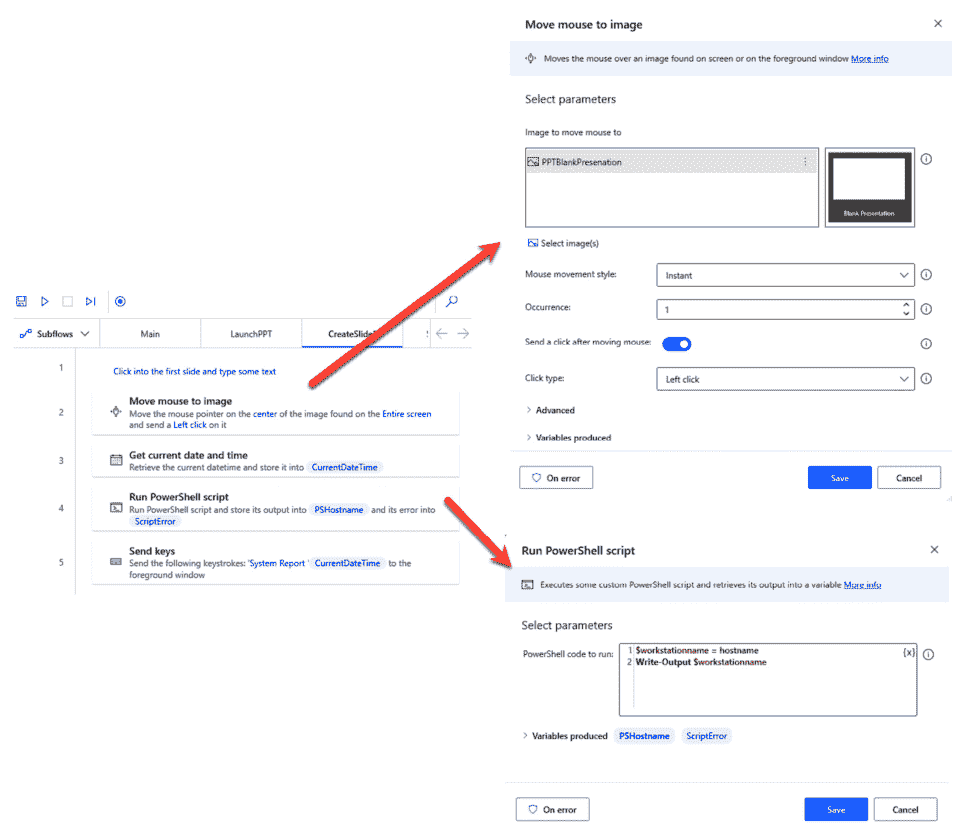 Subflows
Main
LaunchPPT
CreateSlide
1
Click into the first slide and type some text
2
Move mouse to image
Move the mouse pointer on the center of the image found on the Entire screen
and send a Left click on it
3
Get current date and time
Retrieve the current datetime and store it into CurrentDateTime
4
Run PowerShell script
Run PowerShell script and store its output into PSHostname and its error into
ScriptError
5
Send keys
Send the following keystrokes: 'System Report ' CurrentDateTime to the
foreground window
Move mouse to image
Moves the mouse over an image found on screen or on the foreground window More info
Select parameters
Image to move mouse to
PPTBlankPresenation
Blank Presentation
Select image(s)
Mouse movement style:
Instant
Occurrence:
1
Send a click after moving mouse:
Click type:
Left click
Advanced
Variables produced
On error
Save
Cancel
Run PowerShell script
Executes some custom PowerShell script and retrieves its output into a variable More info
Select parameters
PowerShell code to run:
1 $workstationname = hostname
2 Write-Output $workstationname
{x}
Variables produced PSHostname ScriptError
On error
Save
Cancel